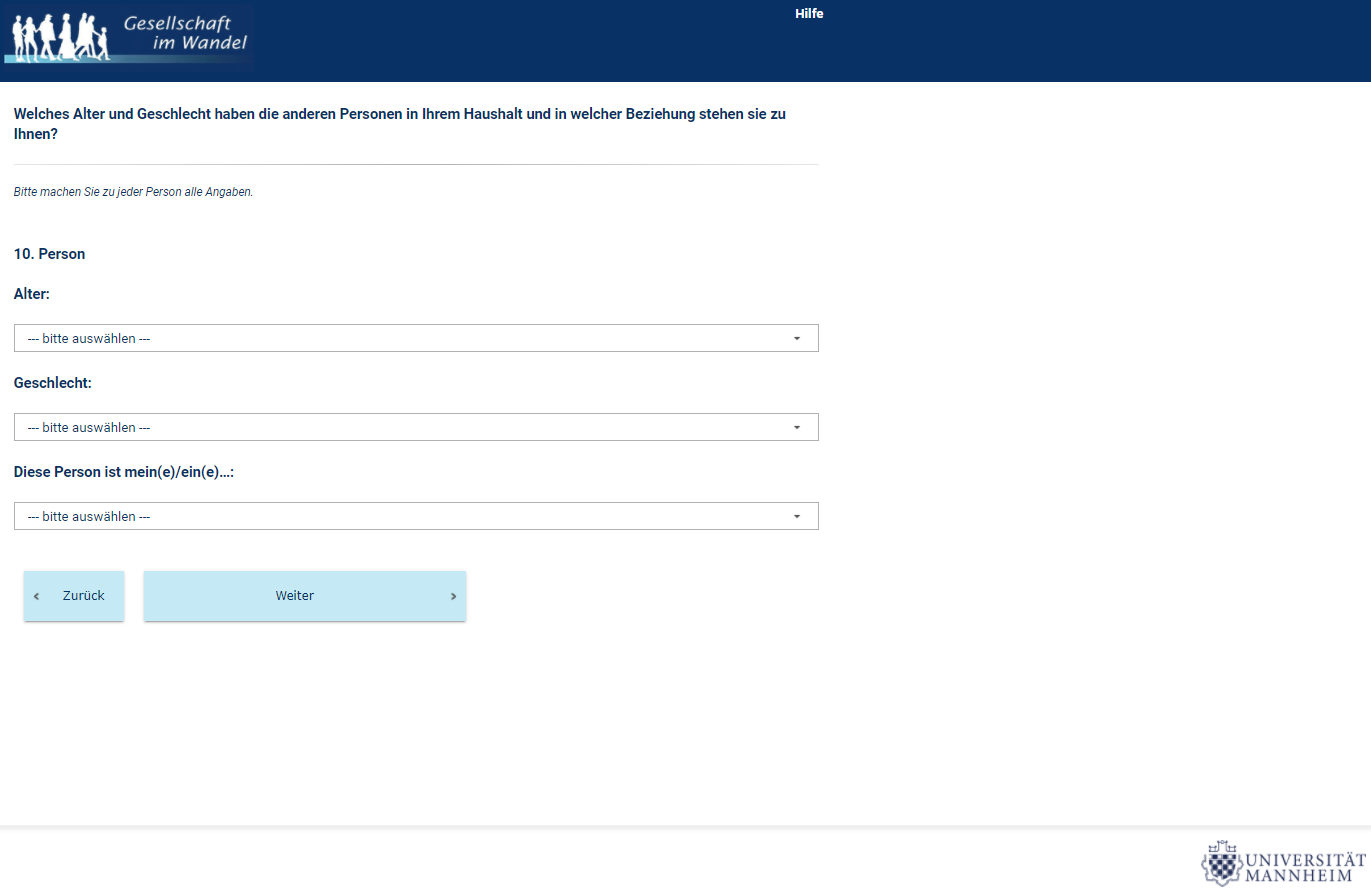 Gesellschaft
im Wandel
Hilfe
Welches Alter und Geschlecht haben die anderen Personen in Ihrem Haushalt und in welcher Beziehung stehen sie zu
Ihnen?
Bitte machen Sie zu jeder Person alle Angaben.
10. Person
Alter:
--- bitte auswählen ---
Geschlecht:
--- bitte auswählen ---
Diese Person ist mein(e)/ein(e)...:
--- bitte auswählen ---
Zurück
Weiter
UNIVERSITÄT
MANNHEIM